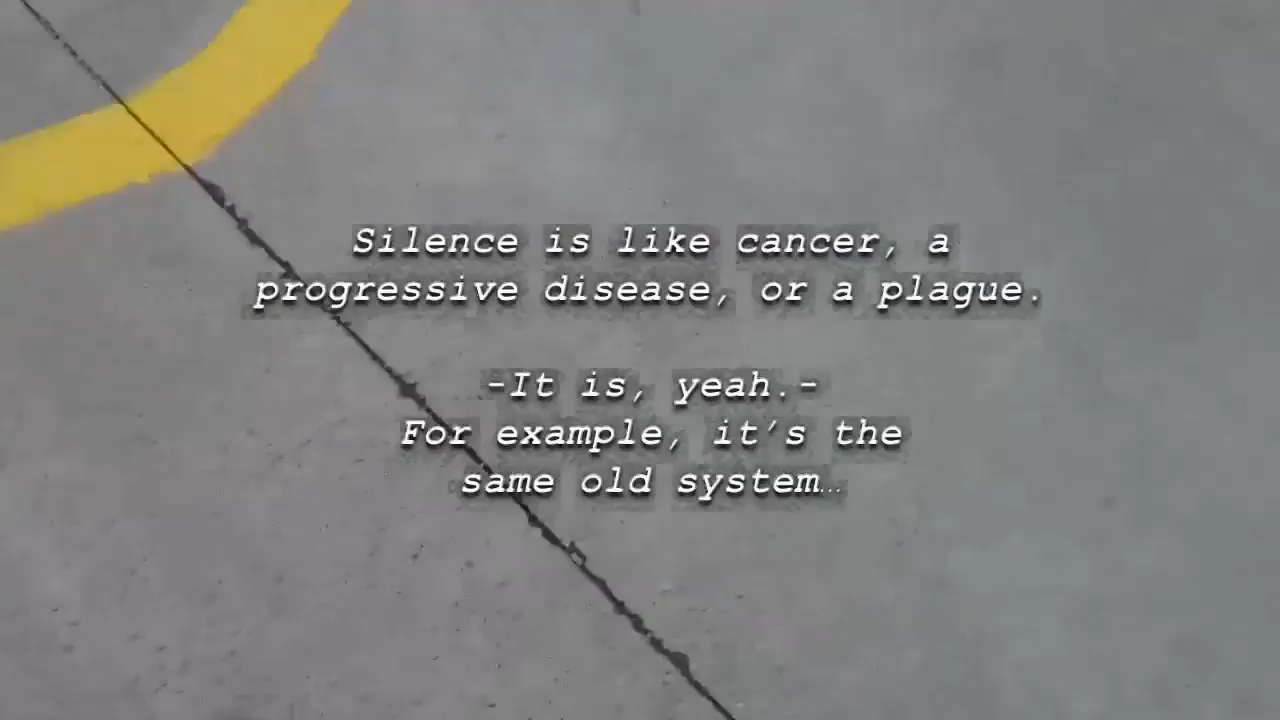 Silence is like cancer, a
progressive disease, or a plague.
-It is, yeah.-
For example, it's the
same old system…